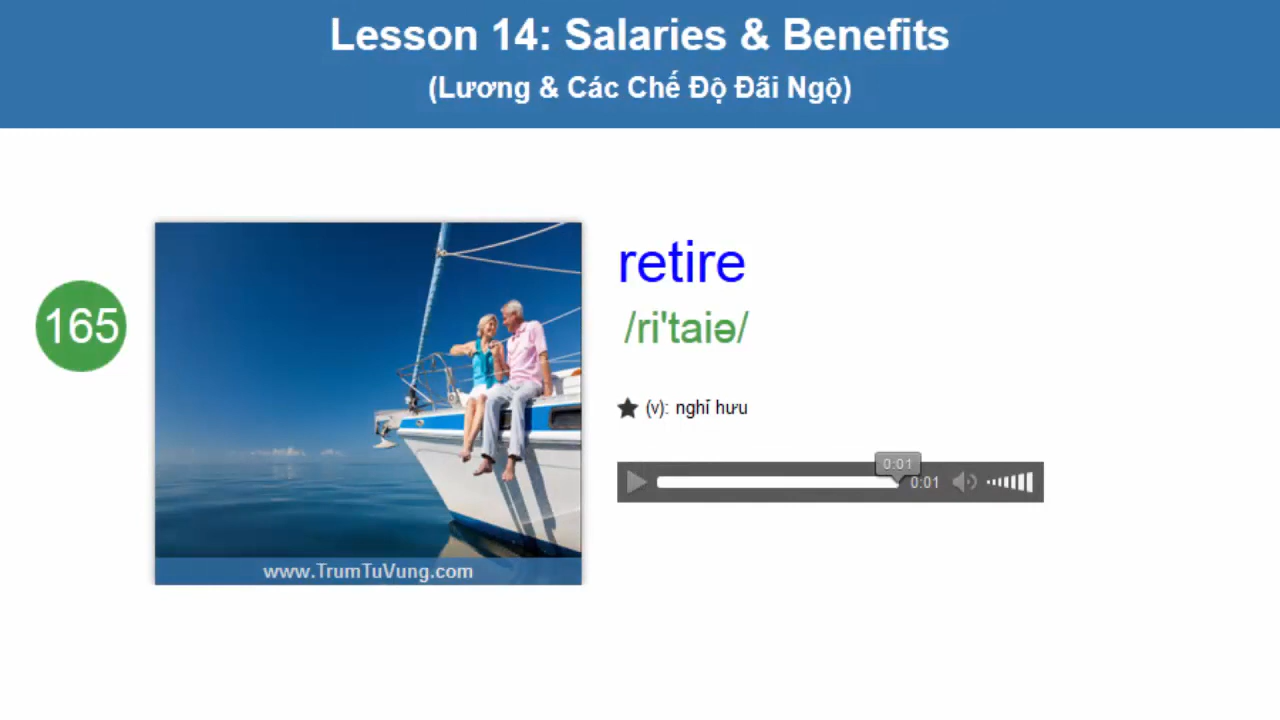 Lesson 14: Salaries & Benefits
(Lương & Các Chế Độ Đãi Ngộ)
165
retire
/ri'taiə/
(v): nghỉ hưu
0:01
0:01
www.TrumTuVung.com